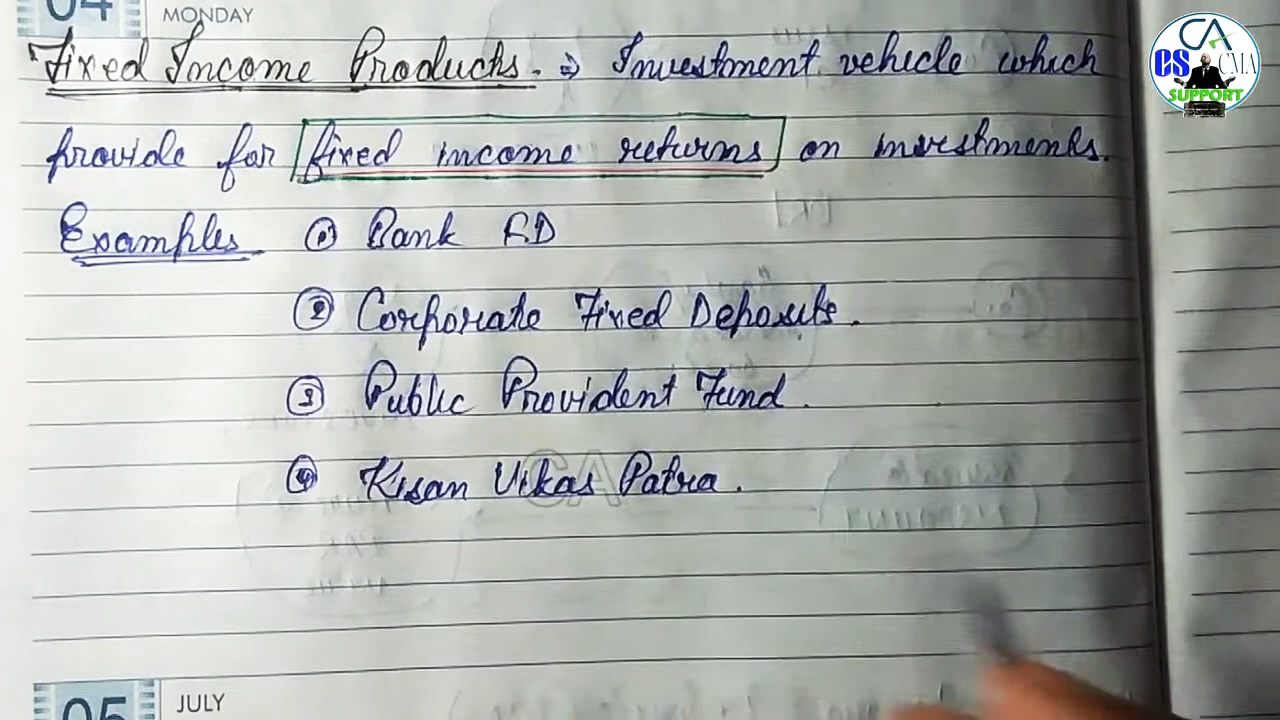 04 MONDAY
Fixed Income Products. ⇒ Investment vehicle which
provide for fixed income returns on investments.
Examples ① Bank FD
② Corporate Fixed Deposits.
③ Public Provident Fund.
④ Kisan Vikas Patra.
CA
05 JULY
CA
CS CMA
SUPPORT